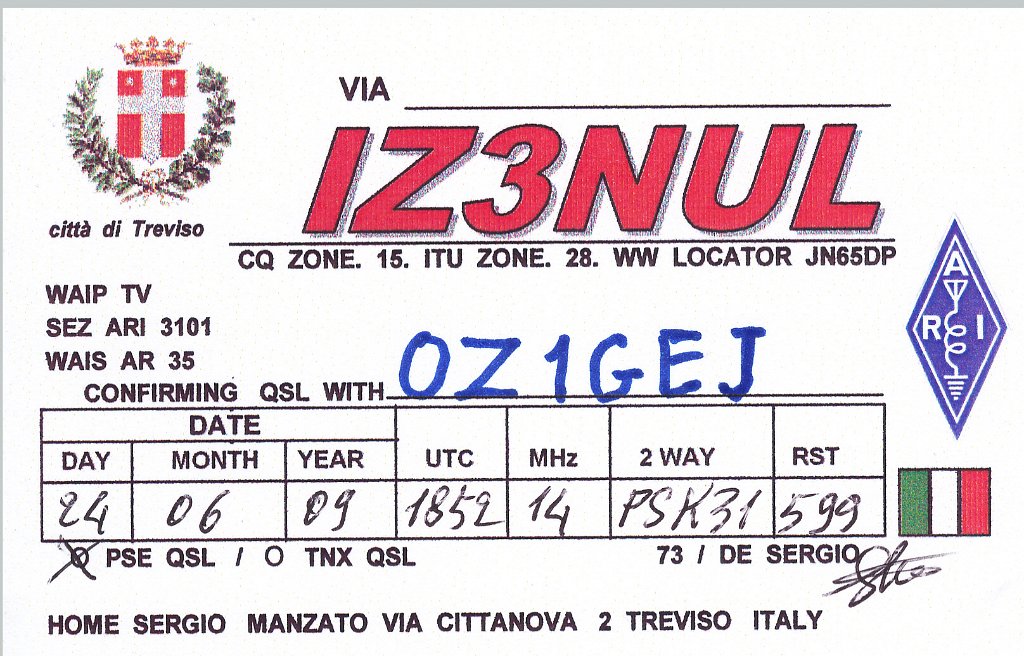 VIA
IZ3NUL
città di Treviso
CQ ZONE. 15. ITU ZONE. 28. WW LOCATOR JN65DP
A
R I
WAIP TV
SEZ ARI 3101
WAIS AR 35
CONFIRMING QSL WITH OZ1GEJ
DATE
DAY MONTH YEAR UTC MHz 2 WAY RST
24 06 09 1852 14 PSK31 599
PSE QSL / O TNX QSL 73 / DE SERGIO
HOME SERGIO MANZATO VIA CITTANOVA 2 TREVISO ITALY